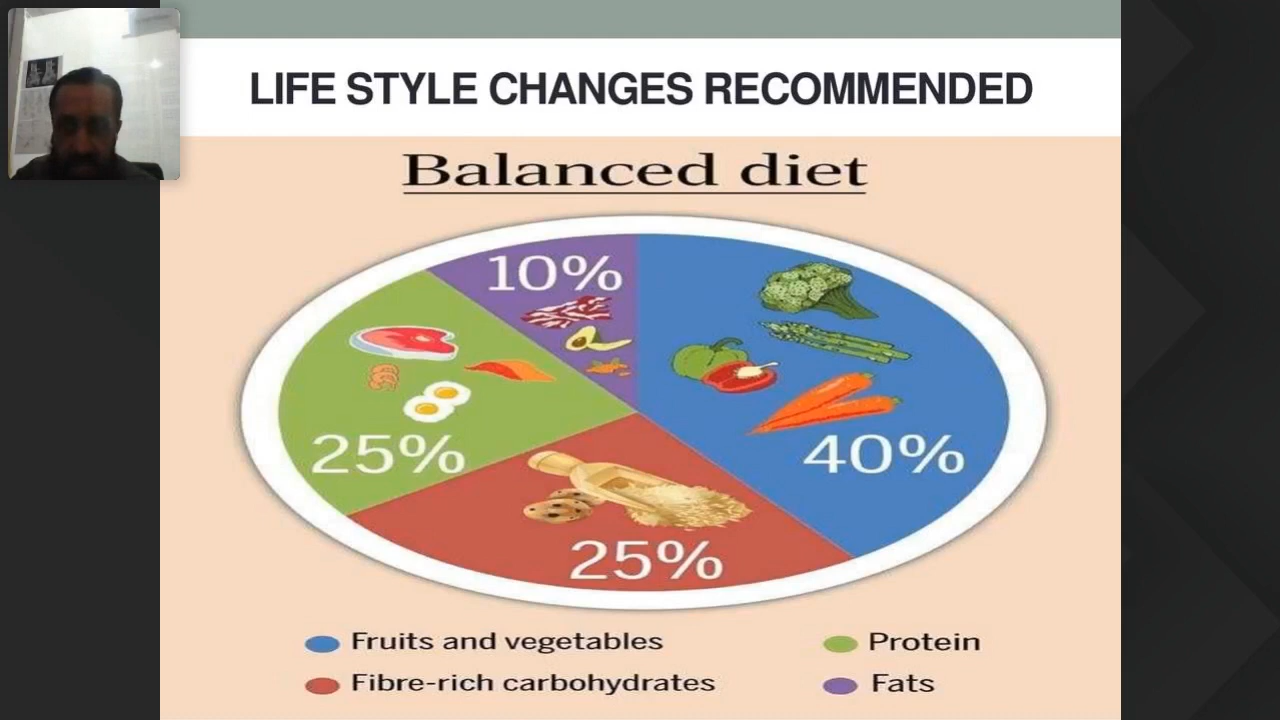 LIFE STYLE CHANGES RECOMMENDED
Balanced diet
10%
25%
40%
25%
Fruits and vegetables
Protein
Fibre-rich carbohydrates
Fats